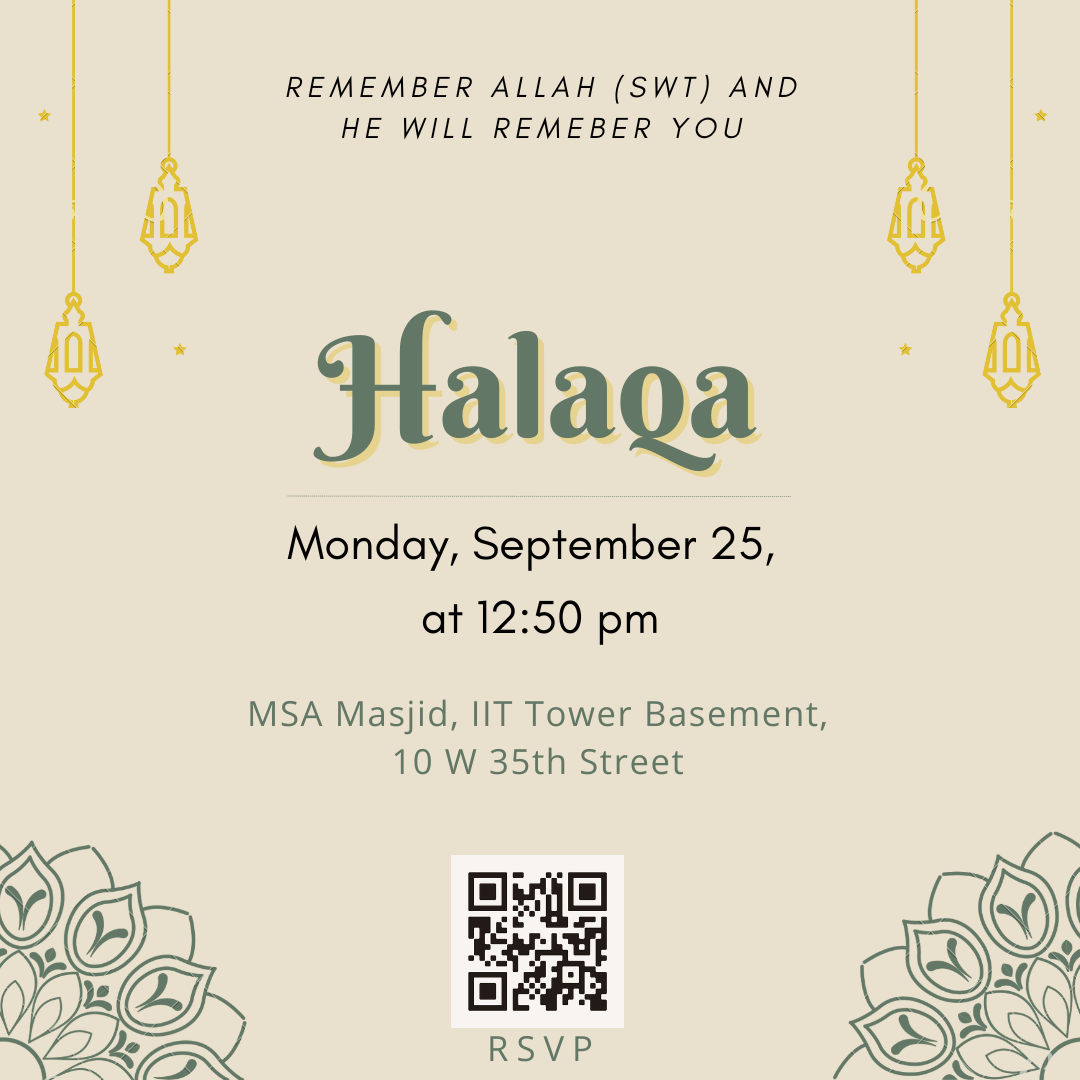 REMEMBER ALLAH (SWT) AND
HE WILL REMEBER YOU
Halaqa
Monday, September 25,
at 12:50 pm
MSA Masjid, IIT Tower Basement,
10 W 35th Street
RSVP